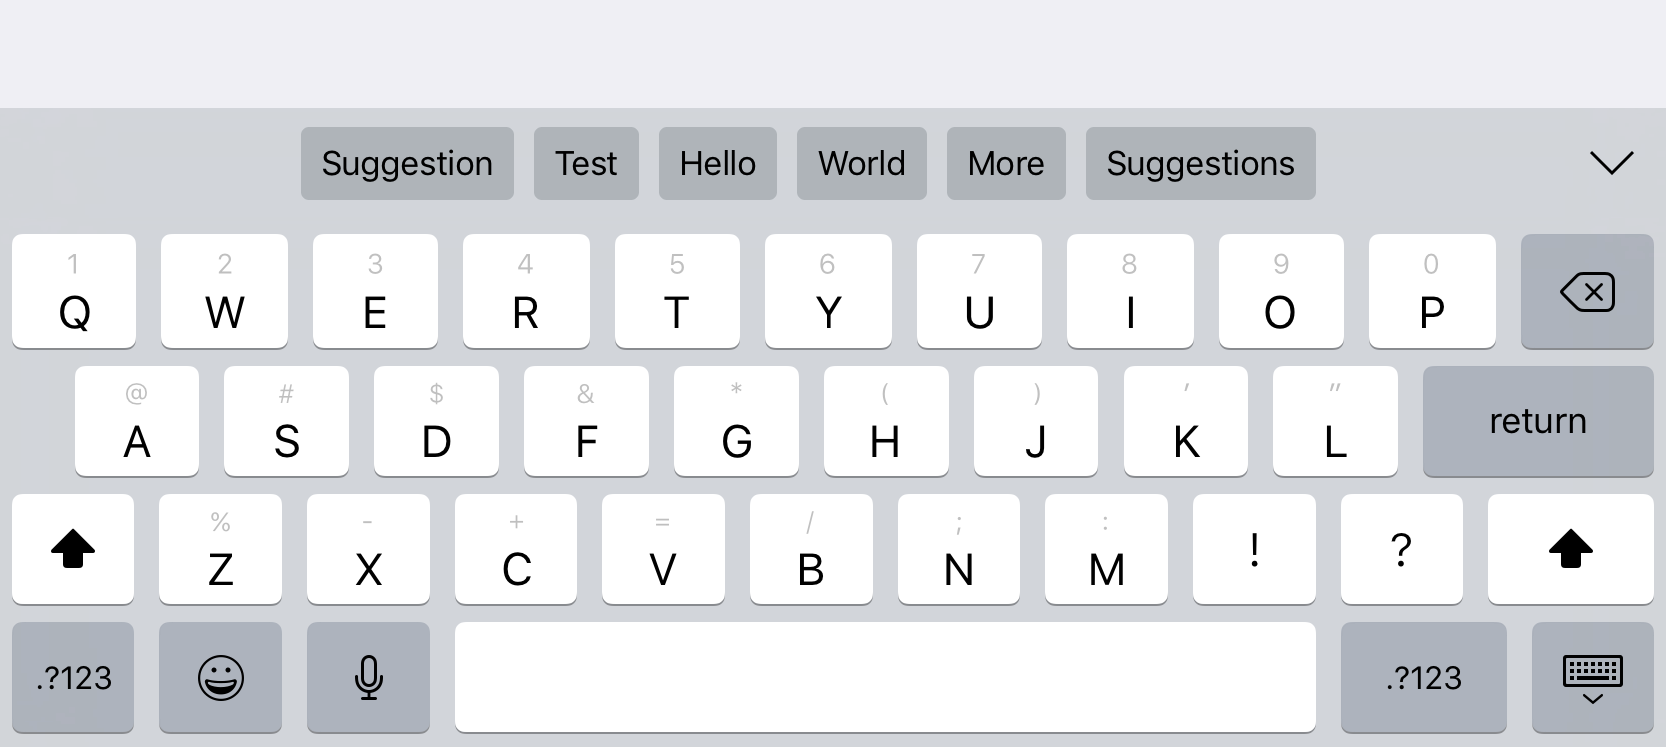 Suggestion Test Hello World More Suggestions
1 2 3 4 5 6 7 8 9 0
Q W E R T Y U I O P
@ # $ & * ( ) ' "
A S D F G H J K L return
% - + = / ; :
Z X C V B N M ! ?
.?123 .?123